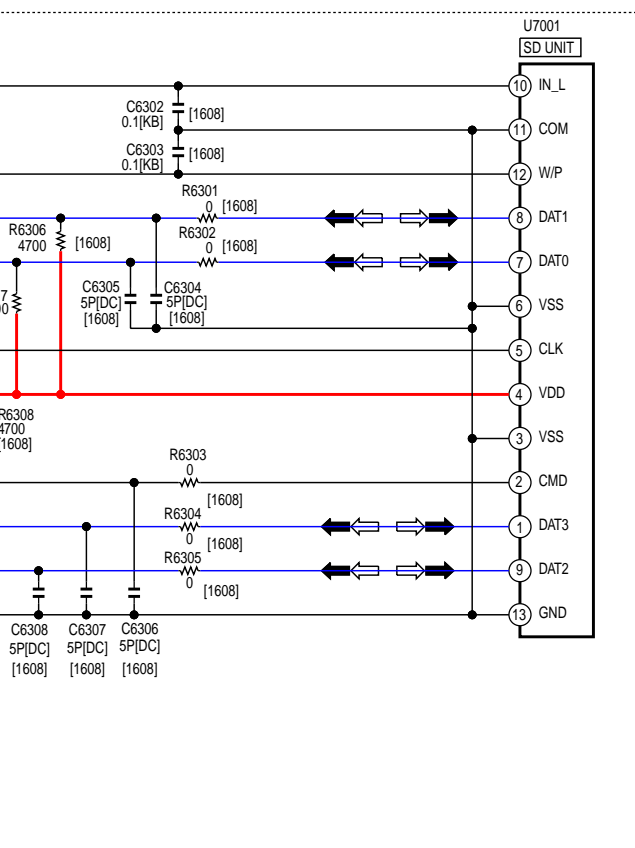 U7001
SD UNIT
10 IN_L
C6302
0.1[KB]
[1608]
11 COM
C6303
0.1[KB]
[1608]
12 W/P
R6301
0
[1608]
8 DAT1
R6306
4700
[1608]
R6302
0
[1608]
7 DAT0
C6305
5P[DC]
[1608]
C6304
5P[DC]
[1608]
6 VSS
5 CLK
4 VDD
R6308
4700
[1608]
3 VSS
R6303
0
[1608]
2 CMD
R6304
0
[1608]
1 DAT3
R6305
0
[1608]
9 DAT2
13 GND
C6308
5P[DC]
[1608]
C6307
5P[DC]
[1608]
C6306
5P[DC]
[1608]